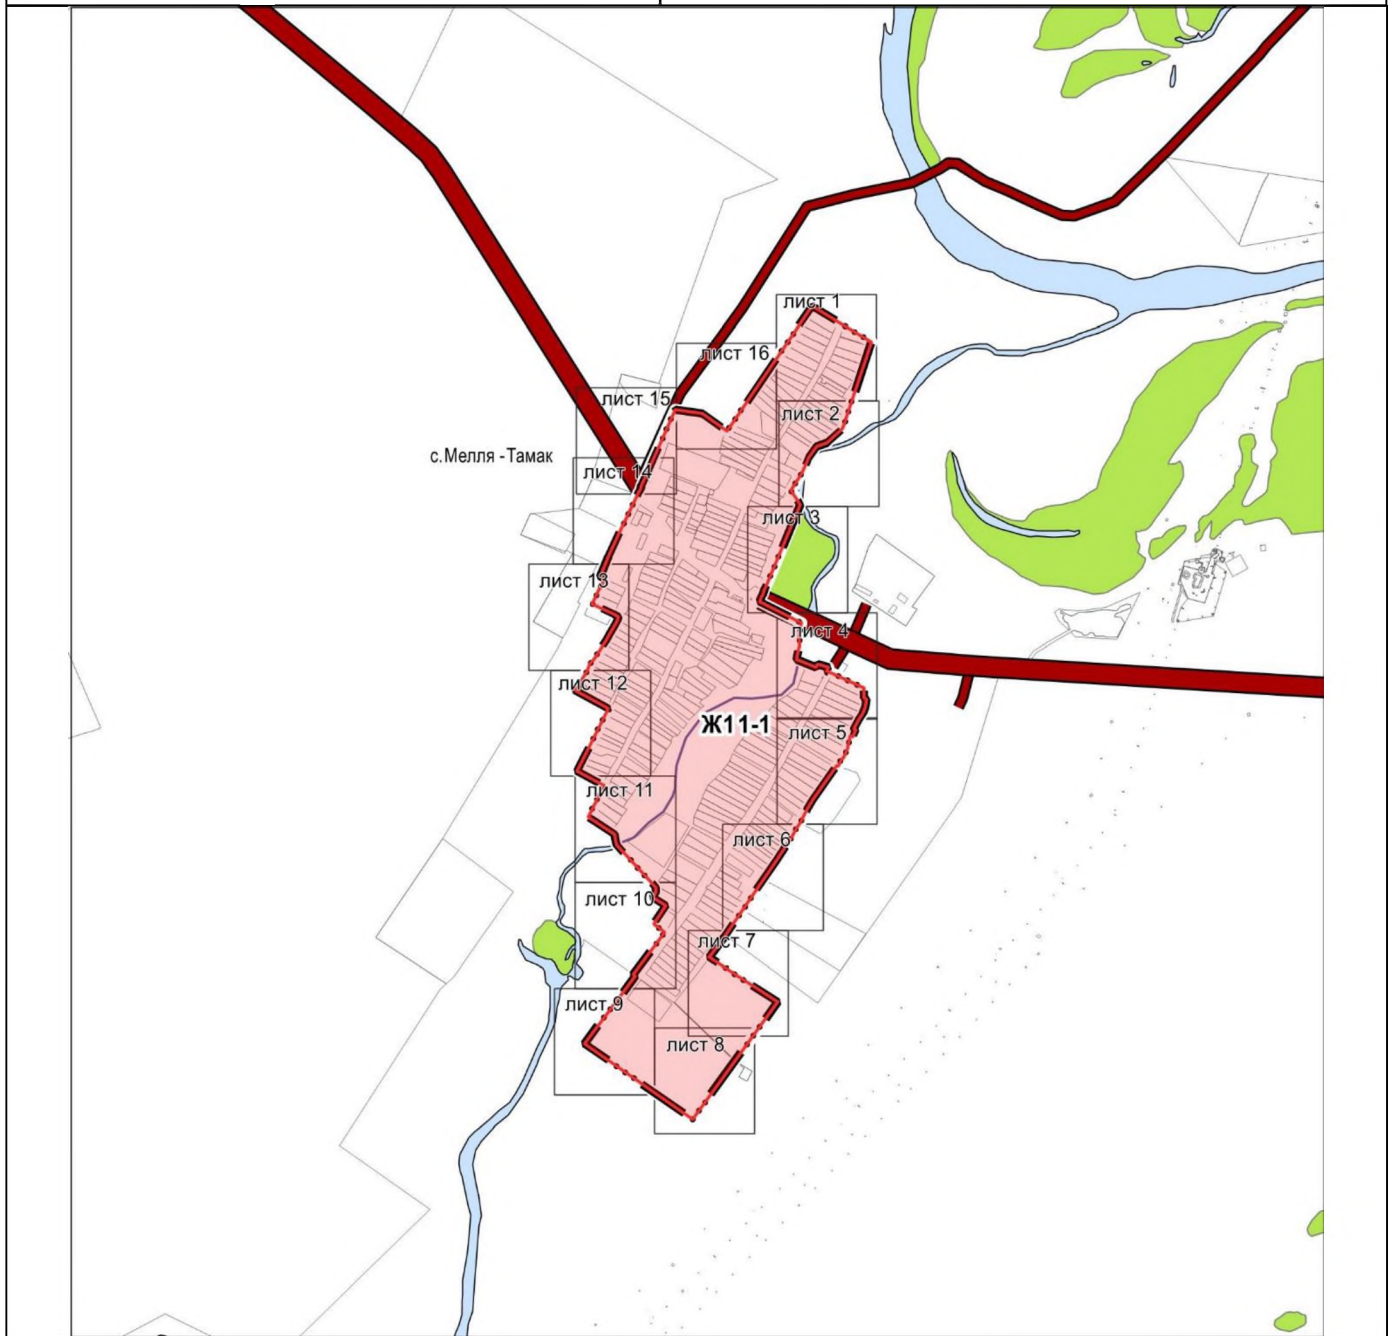 лист 1
лист 16
лист 15
лист 2
с.Мелля -Тамак
лист 14
лист 3
лист 13
лист 4
лист 12
Ж11-1
лист 5
лист 11
лист 6
лист 10
лист 7
лист 9
лист 8